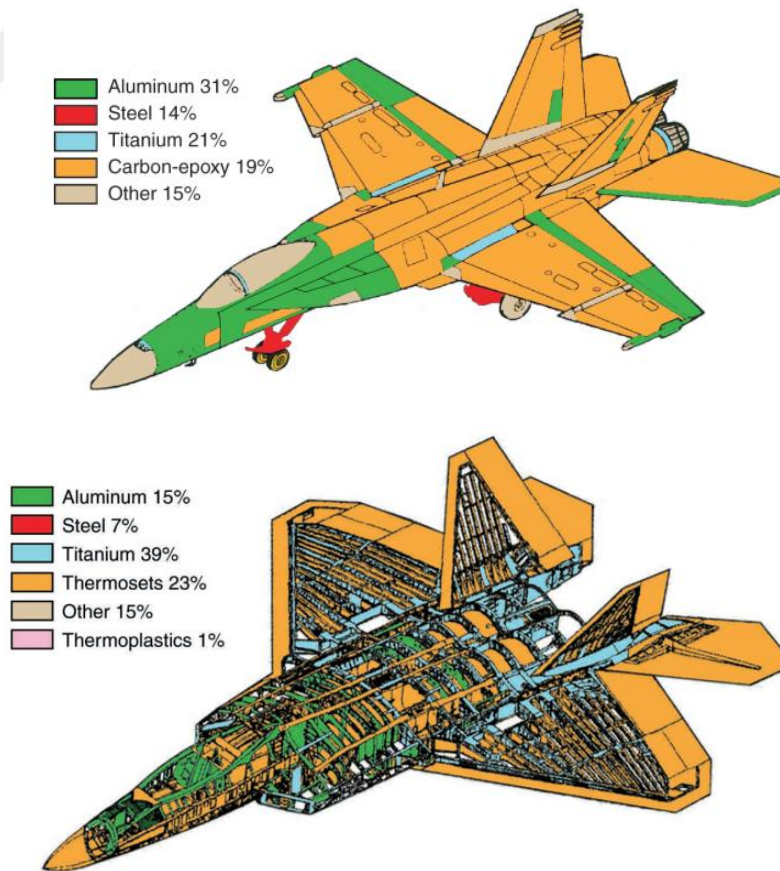 Aluminum 31%
Steel 14%
Titanium 21%
Carbon-epoxy 19%
Other 15%
Aluminum 15%
Steel 7%
Titanium 39%
Thermosets 23%
Other 15%
Thermoplastics 1%